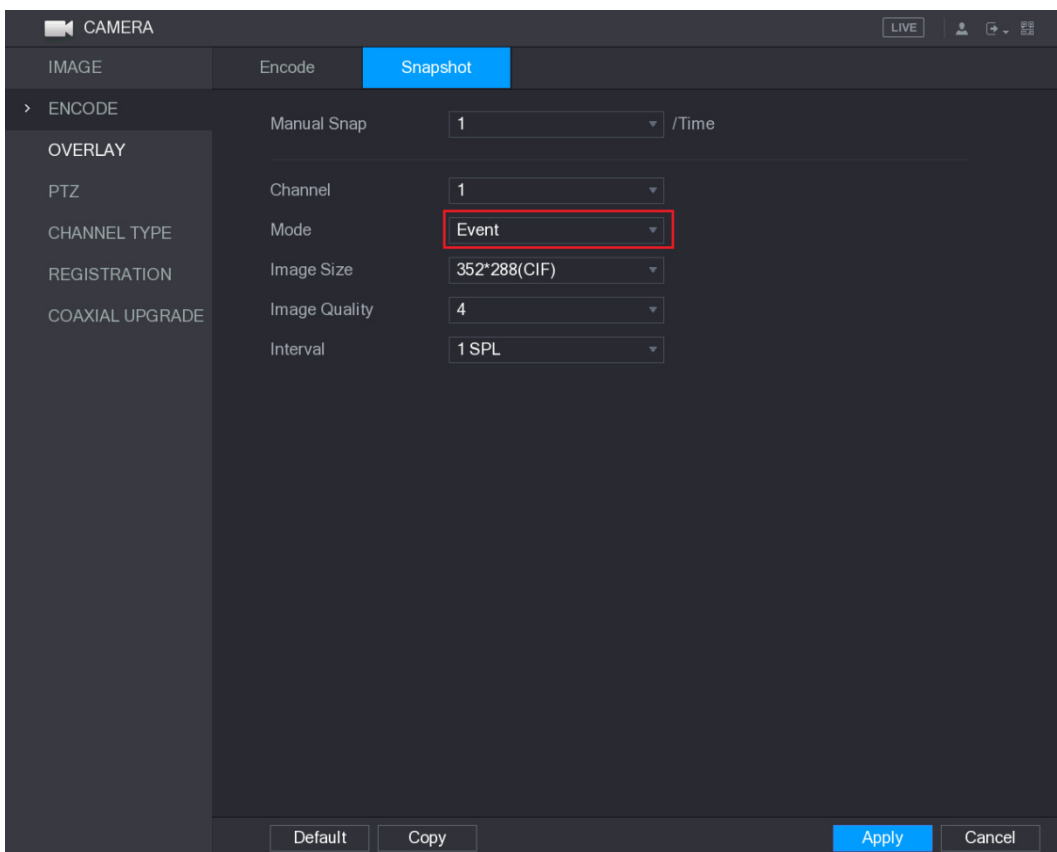 CAMERA
LIVE
IMAGE
Encode
Snapshot
ENCODE
Manual Snap
1
/Time
OVERLAY
PTZ
Channel
1
CHANNEL TYPE
Mode
Event
REGISTRATION
Image Size
352*288(CIF)
COAXIAL UPGRADE
Image Quality
4
Interval
1 SPL
Default
Copy
Apply
Cancel